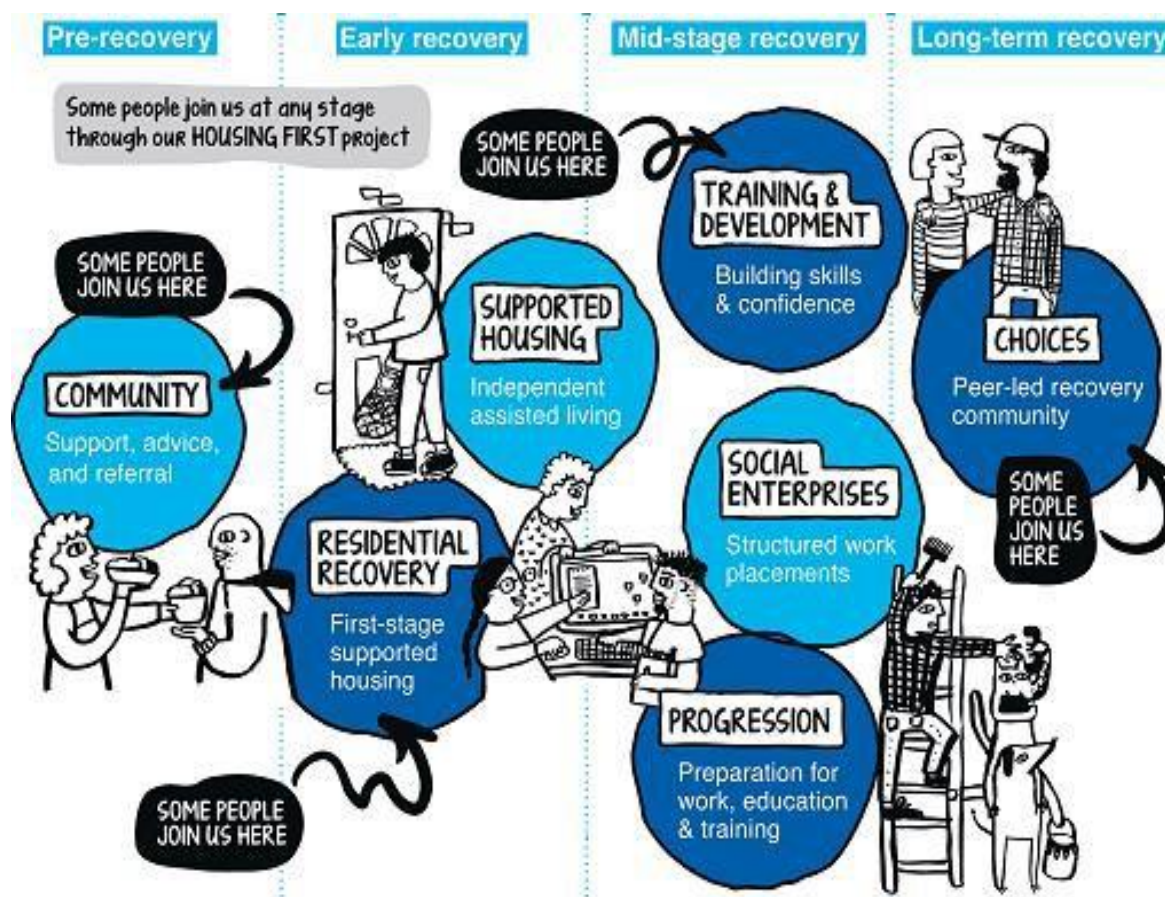 Pre-recovery
Early recovery
Mid-stage recovery
Long-term recovery
Some people join us at any stage
through our HOUSING FIRST project
SOME PEOPLE
JOIN US HERE
COMMUNITY
Support, advice,
and referral
SUPPORTED
HOUSING
Independent
assisted living
RESIDENTIAL
RECOVERY
First-stage
supported
housing
SOME PEOPLE
JOIN US HERE
SOME PEOPLE
JOIN US HERE
TRAINING &
DEVELOPMENT
Building skills
& confidence
SOCIAL
ENTERPRISES
Structured work
placements
PROGRESSION
Preparation for
work, education
& training
CHOICES
Peer-led recovery
community
SOME
PEOPLE
JOIN US
HERE